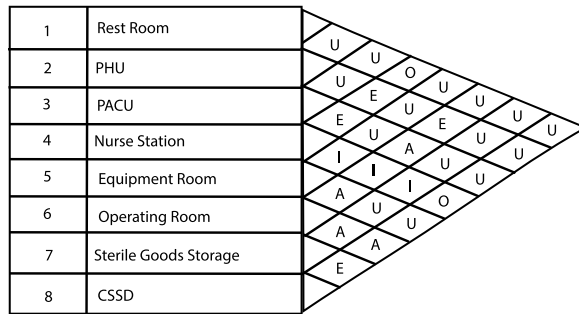 1 Rest Room U U O U U U U
2 PHU U E U E U U
3 PACU E U A U U
4 Nurse Station I I I O
5 Equipment Room A U U
6 Operating Room A A
7 Sterile Goods Storage E
8 CSSD